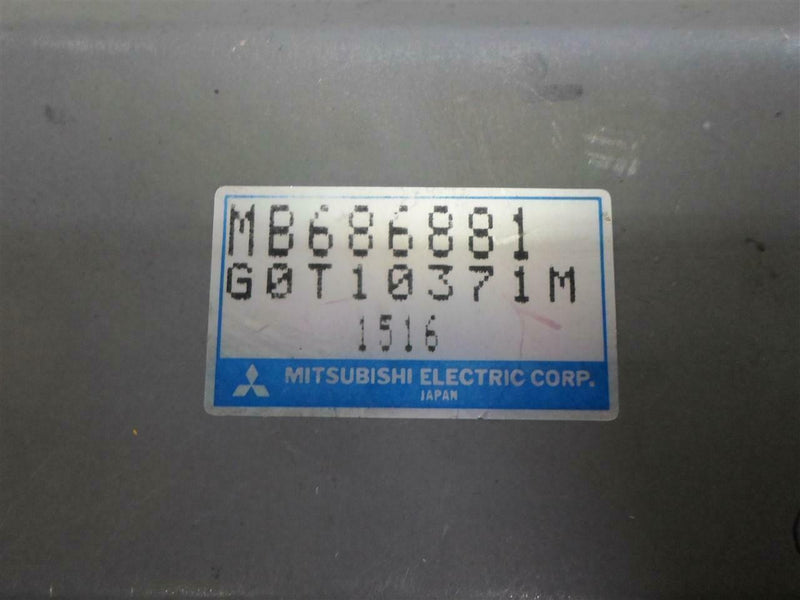 MB686881
G0T10371M
1516
MITSUBISHI ELECTRIC CORP.
JAPAN